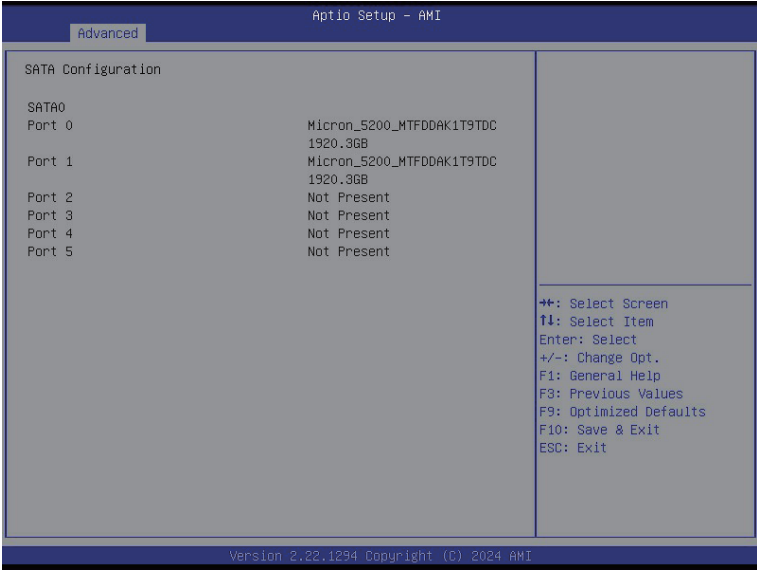 Aptio Setup – AMI
Advanced
SATA Configuration
SATA0
Port 0 Micron_5200_MTFDDAK1T9TDC
1920.3GB
Port 1 Micron_5200_MTFDDAK1T9TDC
1920.3GB
Port 2 Not Present
Port 3 Not Present
Port 4 Not Present
Port 5 Not Present
→←: Select Screen
↑↓: Select Item
Enter: Select
+/-: Change Opt.
F1: General Help
F3: Previous Values
F9: Optimized Defaults
F10: Save & Exit
ESC: Exit
Version 2.22.1294 Copyright (C) 2024 AMI